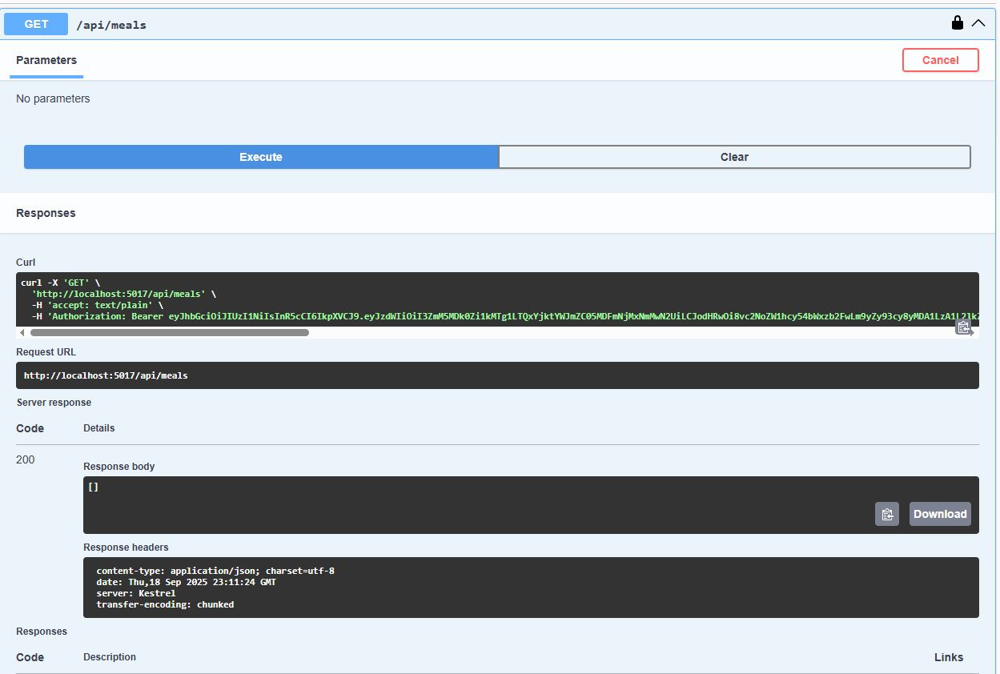 GET /api/meals
Parameters
Cancel
No parameters
Execute
Clear
Responses
Curl
curl -X 'GET' \
'http://localhost:5017/api/meals' \
-H 'accept: text/plain' \
-H 'Authorization: Bearer
Request URL
http://localhost:5017/api/meals
Server response
Code Details
200
Response body
[]
Download
Response headers
content-type: application/json; charset=utf-8
date: Thu,18 Sep 2025 23:11:24 GMT
server: Kestrel
transfer-encoding: chunked
Responses
Code Description Links